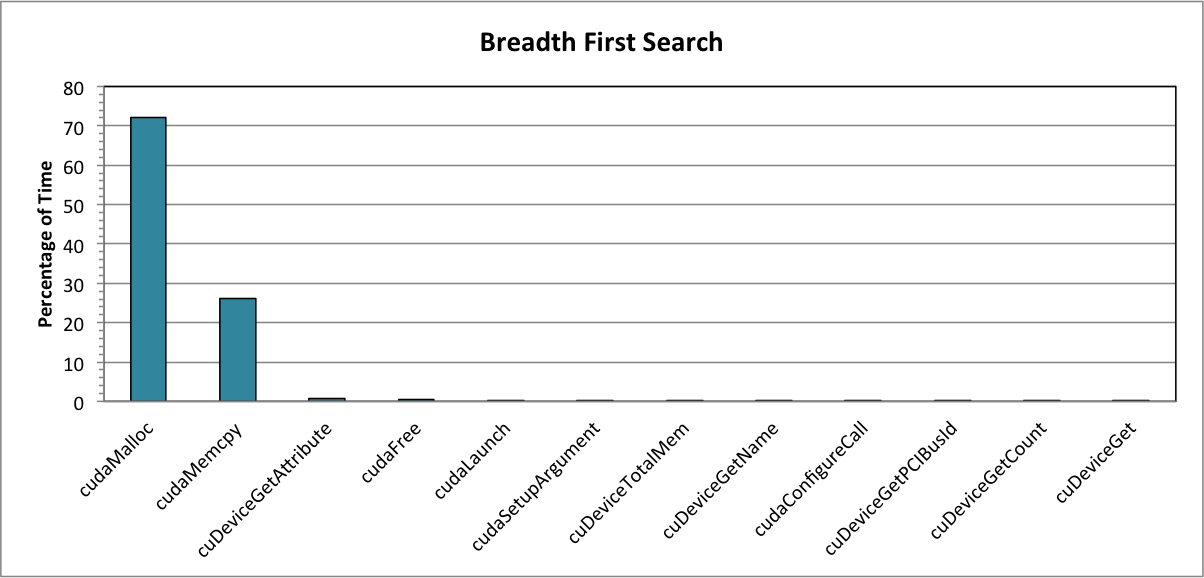 Breadth First Search
Percentage of Time
80
70
60
50
40
30
20
10
0
cudaMalloc
cudaMemcpy
cuDeviceGetAttribute
cudaFree
cudaLaunch
cudaSetupArgument
cuDeviceTotalMem
cuDeviceGetName
cudaConfigureCall
cuDeviceGetPCIBusId
cuDeviceGetCount
cuDeviceGet